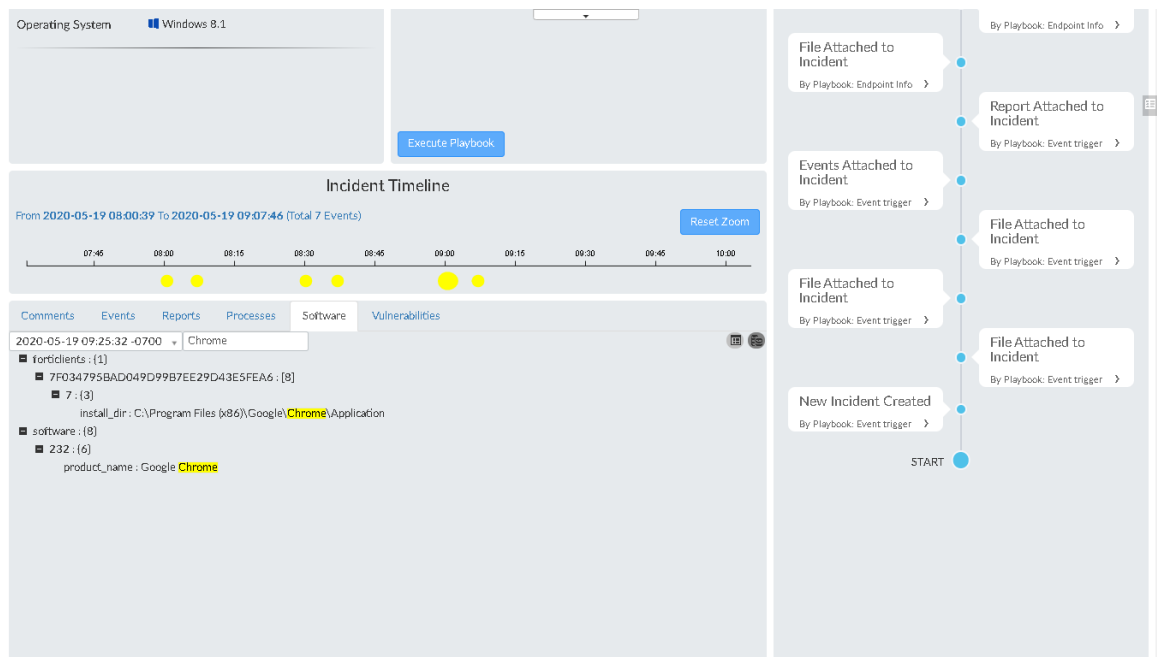 Operating System
Windows 8.1
Execute Playbook
Incident Timeline
From 2020-05-19 08:00:39 To 2020-05-19 09:07:46 (Total 7 Events)
Reset Zoom
07:45 08:00 08:15 08:30 08:45 09:00 09:15 09:30 09:45 10:00
Comments Events Reports Processes Software Vulnerabilities
2020-05-19 09:25:32 -0700
Chrome
forticlients : {1}
7F034795BAD049D99B7EE29D43E5FEA6 : [8]
7 : {3}
install_dir : C:\Program Files (x86)\Google\Chrome\Application
software : {8}
232 : {6}
product_name : Google Chrome
By Playbook: Endpoint Info
File Attached to
Incident
By Playbook: Endpoint Info
Report Attached to
Incident
By Playbook: Event trigger
Events Attached to
Incident
By Playbook: Event trigger
File Attached to
Incident
By Playbook: Event trigger
File Attached to
Incident
By Playbook: Event trigger
File Attached to
Incident
By Playbook: Event trigger
New Incident Created
By Playbook: Event trigger
START